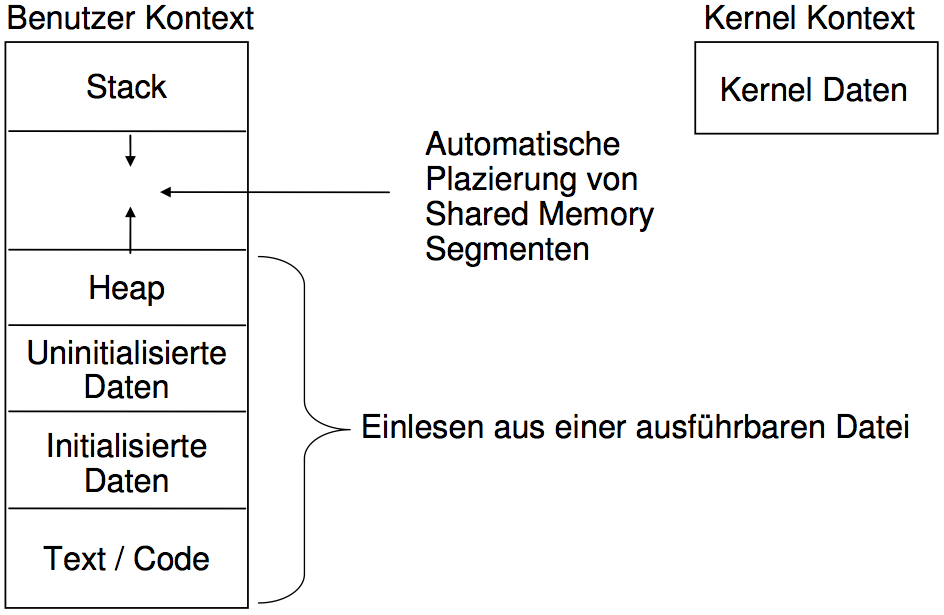 Benutzer Kontext
Kernel Kontext
Stack
Kernel Daten
Automatische
Plazierung von
Shared Memory
Segmenten
Heap
Uninitialisierte
Daten
Einlesen aus einer ausführbaren Datei
Initialisierte
Daten
Text / Code